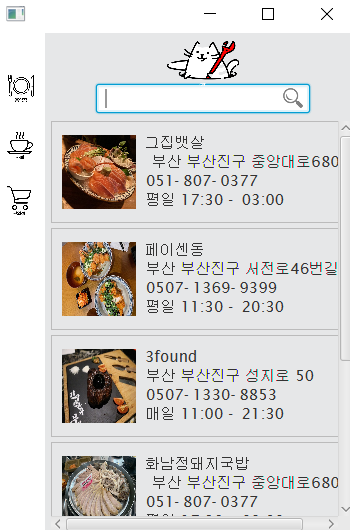 그집뱃살
부산 부산진구 중앙대로680
051- 807- 0377
평일 17:30 - 03:00
페이센동
부산 부산진구 서전로46번길
0507- 1369- 9399
평일 11:30 - 20:30
3found
부산 부산진구 성지로 50
0507- 1330- 8853
매일 11:00 - 21:30
화남정돼지국밥
부산 부산진구 중앙대로680
051- 807- 0377